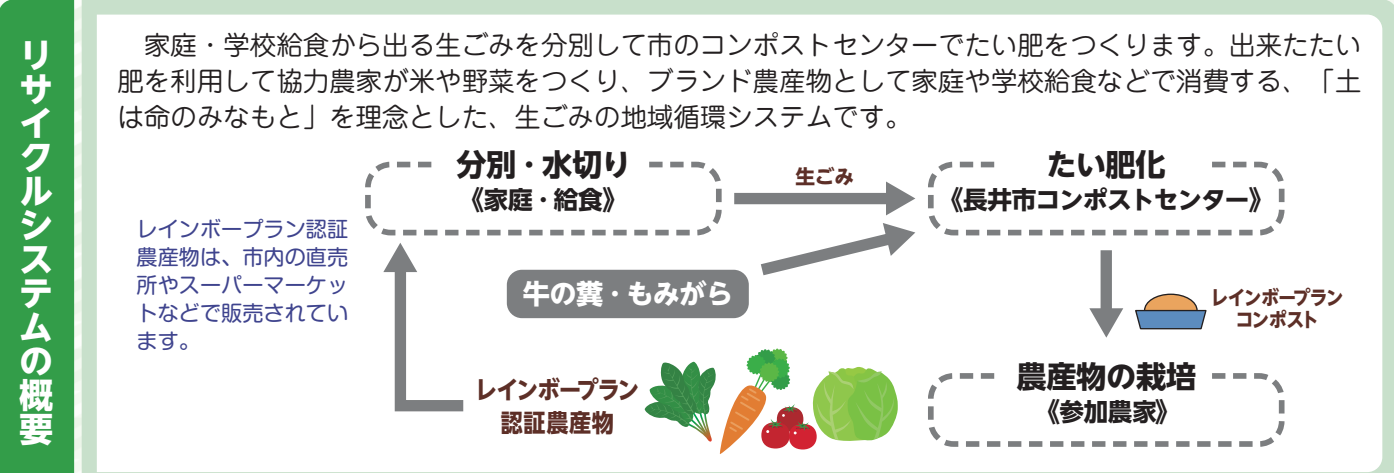 リサイクルシステムの概要
家庭・学校給食から出る生ごみを分別して市のコンポストセンターでたい肥をつくります。出来たたい
肥を利用して協力農家が米や野菜をつくり、ブランド農産物として家庭や学校給食などで消費する、「土
は命のみなもと」を理念とした、生ごみの地域循環システムです。
分別・水切り
《家庭・給食》
生ごみ
たい肥化
《長井市コンポストセンター》
レインボープラン認証
農産物は、市内の直売
所やスーパーマーケッ
トなどで販売されてい
ます。
牛の糞・もみがら
レインボープラン
コンポスト
レインボープラン
認証農産物
農産物の栽培
《参加農家》